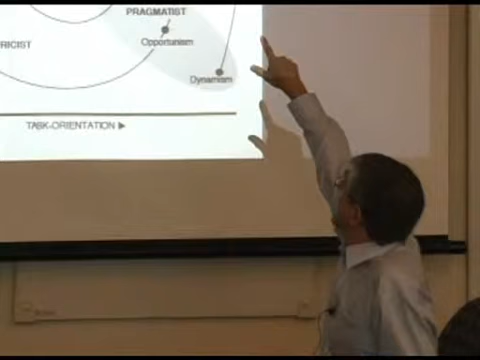 PRAGMATIST
Opportunism
RICIST
Dynamism
TASK-ORIENTATION ▶